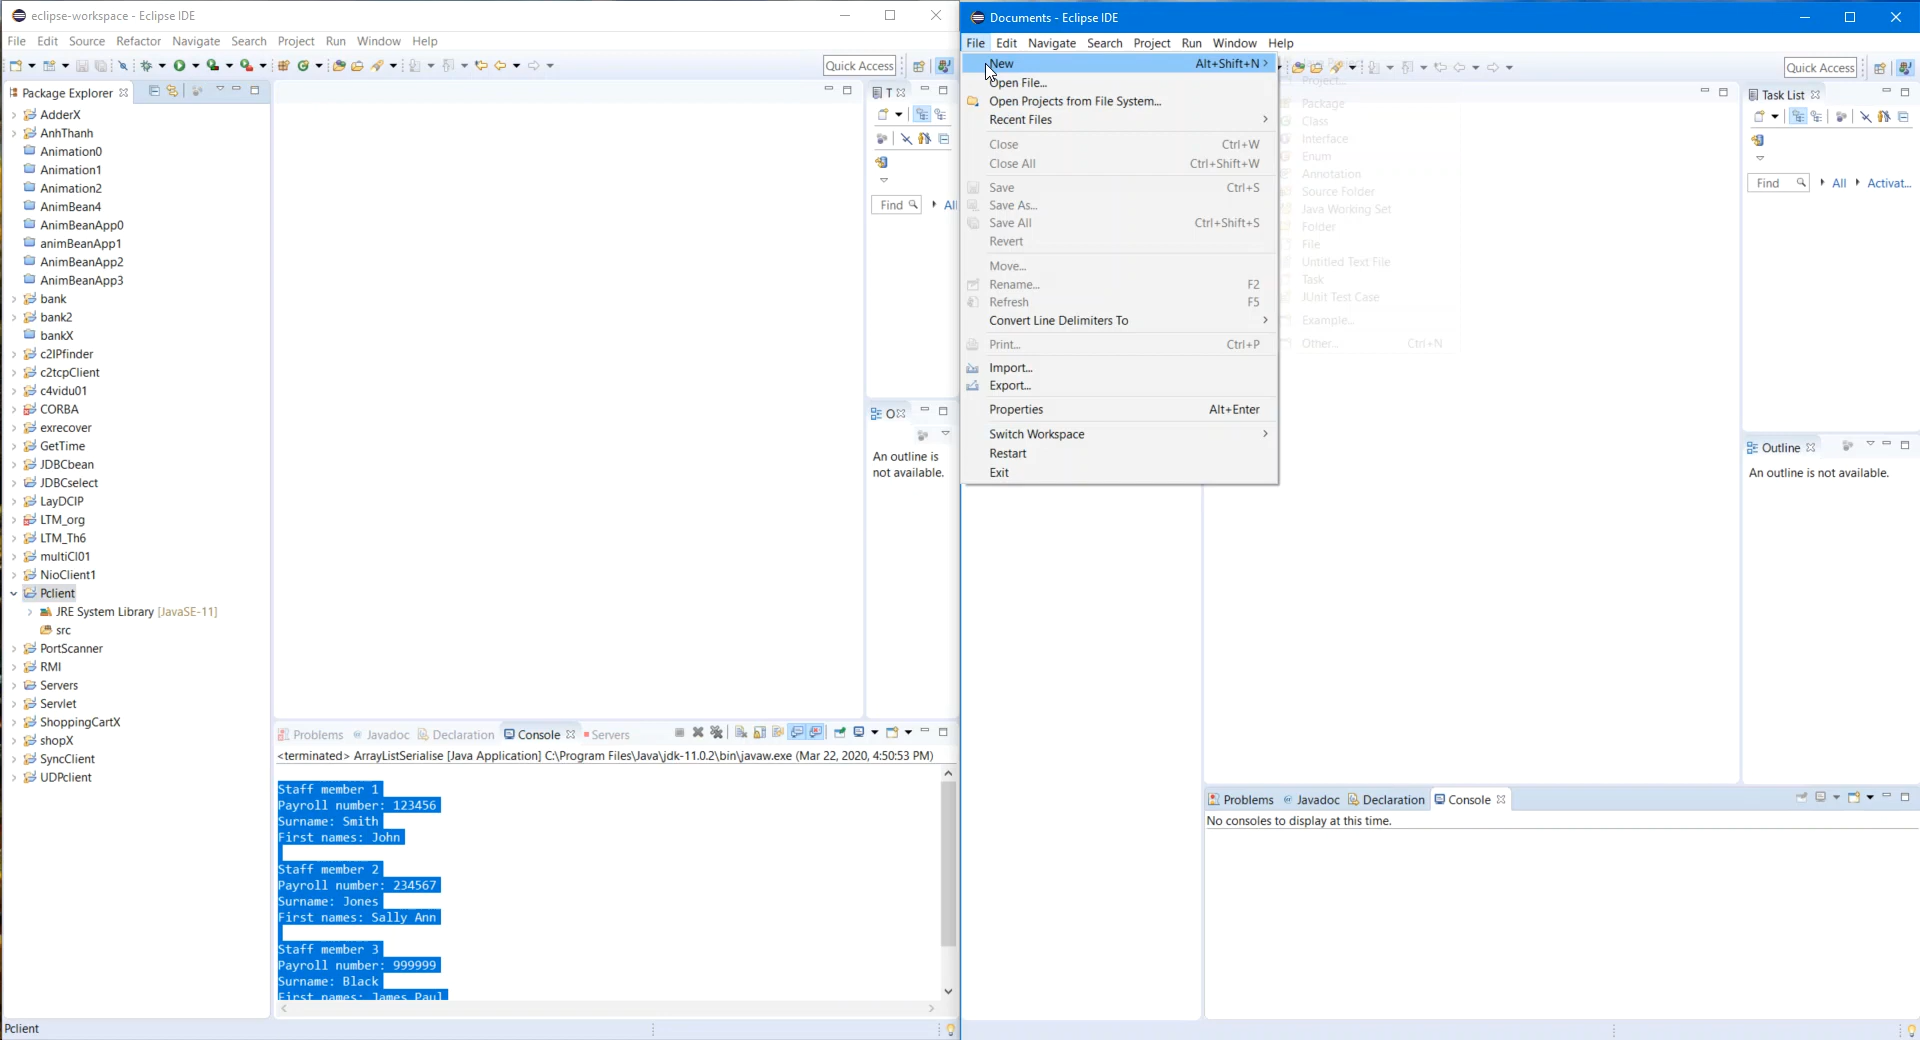 eclipse-workspace - Eclipse IDE
File Edit Source Refactor Navigate Search Project Run Window Help
Quick Access
Package Explorer
AdderX
AnhThanh
Animation0
Animation1
Animation2
AnimBean4
AnimBeanApp0
animBeanApp1
AnimBeanApp2
AnimBeanApp3
bank
bank2
bankX
c2IPfinder
c2tcpClient
c4vidu01
CORBA
exrecover
GetTime
JDBCbean
JDBCselect
LayDCIP
LTM_org
LTM_Th6
multiCl01
NioClient1
Pclient
JRE System Library [JavaSE-11]
src
PortScanner
RMI
Servers
Servlet
ShoppingCartX
shopX
SyncClient
UDPclient
T
Find
All
O
An outline is
not available.
Problems Javadoc Declaration Console Servers
<terminated> ArrayListSerialise [Java Application] C:\Program Files\Java\jdk-11.0.2\bin\javaw.exe (Mar 22, 2020, 4:50:53 PM)
Staff member 1
Payroll number: 123456
Surname: Smith
First names: John
Staff member 2
Payroll number: 234567
Surname: Jones
First names: Sally Ann
Staff member 3
Payroll number: 999999
Surname: Black
First names: James Paul
Pclient
Documents - Eclipse IDE
File Edit Navigate Search Project Run Window Help
Quick Access
New Alt+Shift+N
Open File...
Open Projects from File System...
Recent Files
Close Ctrl+W
Close All Ctrl+Shift+W
Save Ctrl+S
Save As...
Save All Ctrl+Shift+S
Revert
Move...
Rename... F2
Refresh F5
Convert Line Delimiters To
Print... Ctrl+P
Import...
Export...
Properties Alt+Enter
Switch Workspace
Restart
Exit
Project...
Package
Class
Interface
Enum
Annotation
Source Folder
Java Working Set
Folder
File
Untitled Text File
Task
JUnit Test Case
Example...
Other... Ctrl+N
Task List
Find All Activat...
Outline
An outline is not available.
Problems Javadoc Declaration Console
No consoles to display at this time.